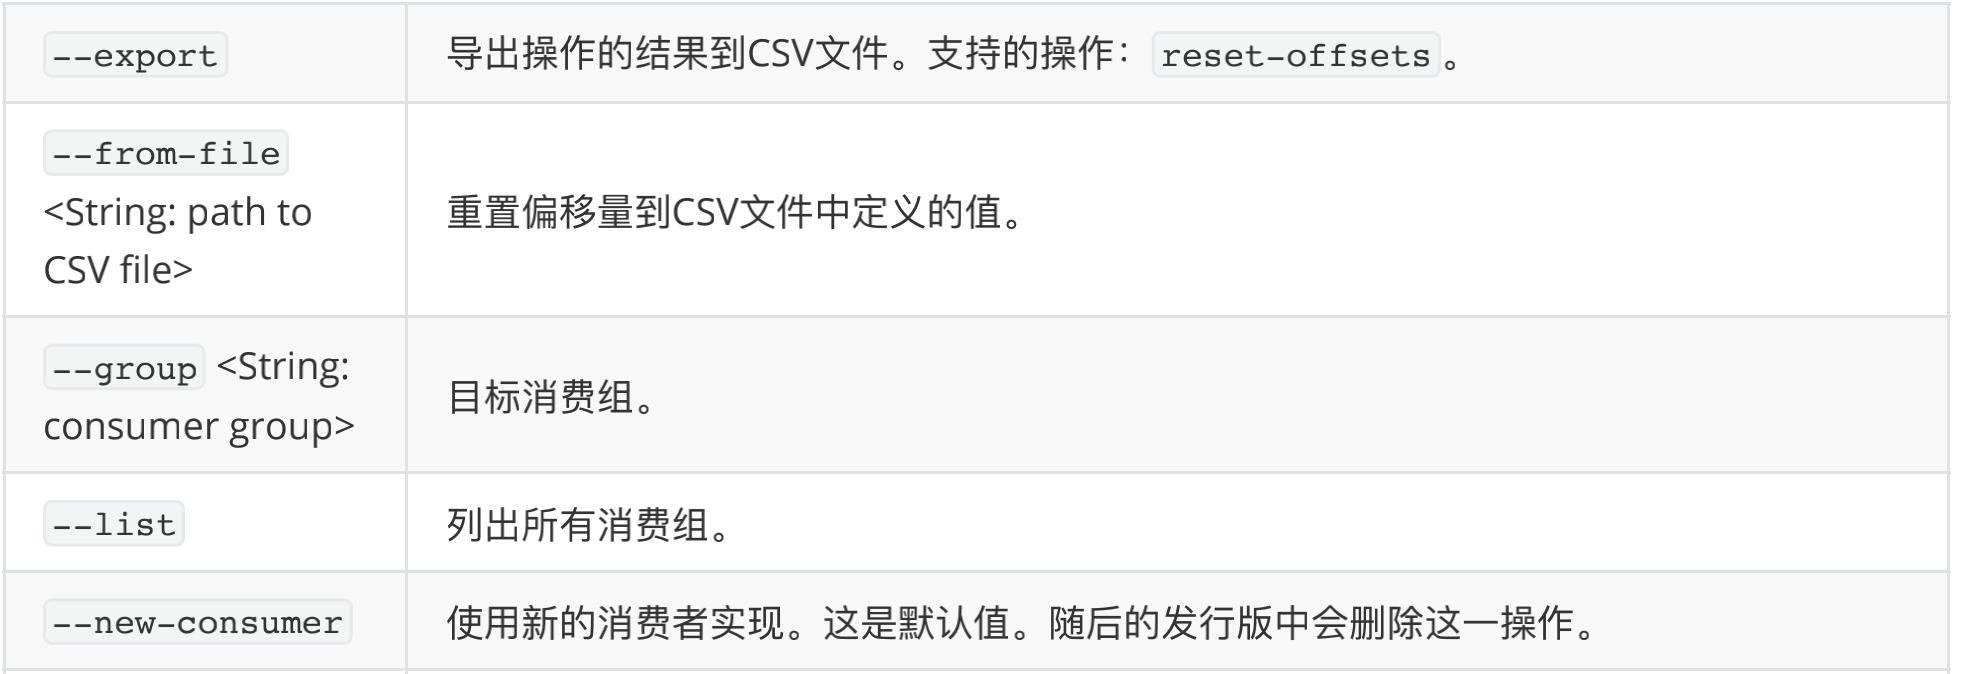 --export 导出操作的结果到CSV文件。支持的操作： reset-offsets 。
--from-file
<String: path to
CSV file>
重置偏移量到CSV文件中定义的值。
--group <String:
consumer group>
目标消费组。
--list 列出所有消费组。
--new-consumer 使用新的消费者实现。这是默认值。随后的发行版中会删除这一操作。